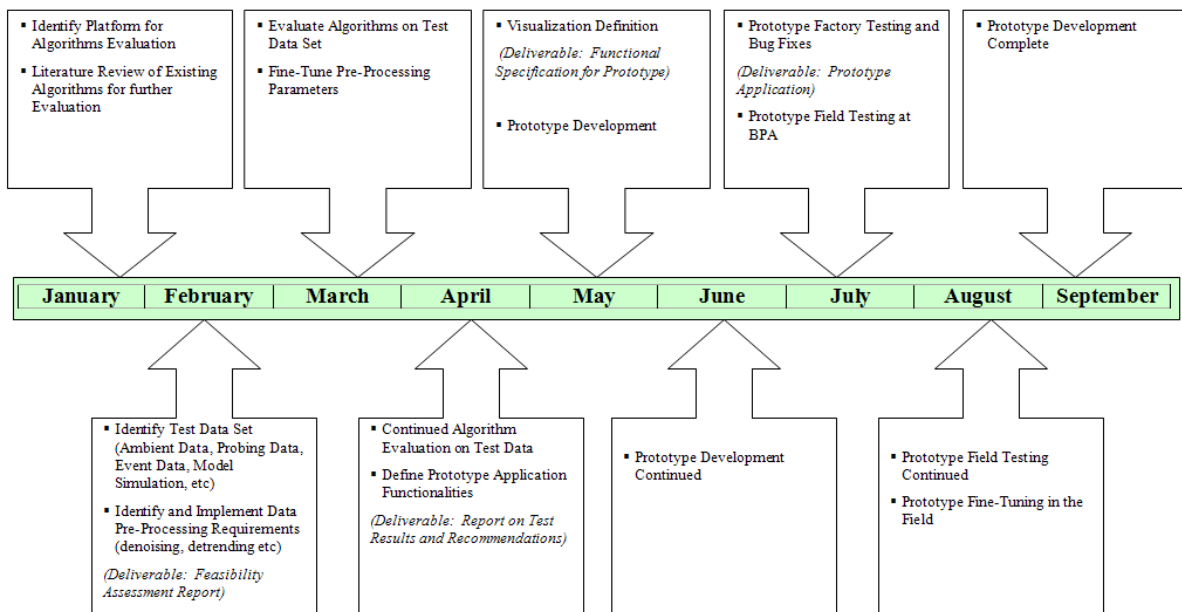 ▪ Identify Platform for
Algorithms Evaluation
▪ Literature Review of Existing
Algorithms for further
Evaluation
▪ Evaluate Algorithms on Test
Data Set
▪ Fine-Tune Pre-Processing
Parameters
▪ Visualization Definition
(Deliverable: Functional
Specification for Prototype)
▪ Prototype Development
▪ Prototype Factory Testing and
Bug Fixes
(Deliverable: Prototype
Application)
▪ Prototype Field Testing at
BPA
▪ Prototype Development
Complete
January February March April May June July August September
▪ Identify Test Data Set
(Ambient Data, Probing Data,
Event Data, Model
Simulation, etc)
▪ Identify and Implement Data
Pre-Processing Requirements
(denoising, detrending etc)
(Deliverable: Feasibility
Assessment Report)
▪ Continued Algorithm
Evaluation on Test Data
▪ Define Prototype Application
Functionalities
(Deliverable: Report on Test
Results and Recommendations)
▪ Prototype Development
Continued
▪ Prototype Field Testing
Continued
▪ Prototype Fine-Tuning in the
Field